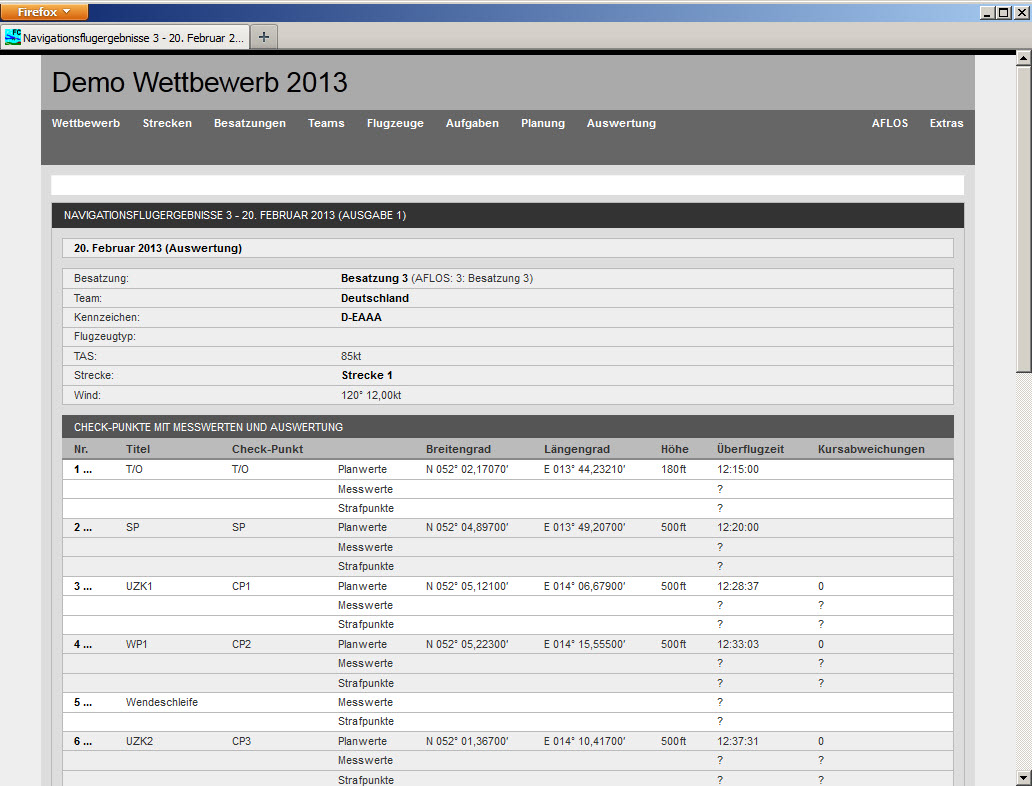 Firefox
Navigationsflugergebnisse 3 - 20. Februar 2...
Demo Wettbewerb 2013
Wettbewerb Strecken Besatzungen Teams Flugzeuge Aufgaben Planung Auswertung AFLOS Extras
NAVIGATIONSFLUGERGEBNISSE 3 - 20. FEBRUAR 2013 (AUSGABE 1)
20. Februar 2013 (Auswertung)
Besatzung: Besatzung 3 (AFLOS: 3: Besatzung 3)
Team: Deutschland
Kennzeichen: D-EAAA
Flugzeugtyp:
TAS: 85kt
Strecke: Strecke 1
Wind: 120° 12,00kt
CHECK-PUNKTE MIT MESSWERTEN UND AUSWERTUNG
Nr. Titel Check-Punkt Breitengrad Längengrad Höhe Überflugzeit Kursabweichungen
1 ... T/O T/O Planwerte N 052° 02,17070' E 013° 44,23210' 180ft 12:15:00
Messwerte ?
Strafpunkte ?
2 ... SP SP Planwerte N 052° 04,89700' E 013° 49,20700' 500ft 12:20:00
Messwerte ?
Strafpunkte ?
3 ... UZK1 CP1 Planwerte N 052° 05,12100' E 014° 06,67900' 500ft 12:28:37 0
Messwerte ? ?
Strafpunkte ? ?
4 ... WP1 CP2 Planwerte N 052° 05,22300' E 014° 15,55500' 500ft 12:33:03 0
Messwerte ? ?
Strafpunkte ? ?
5 ... Wendeschleife Messwerte ?
Strafpunkte ?
6 ... UZK2 CP3 Planwerte N 052° 01,36700' E 014° 10,41700' 500ft 12:37:31 0
Messwerte ? ?
Strafpunkte ? ?